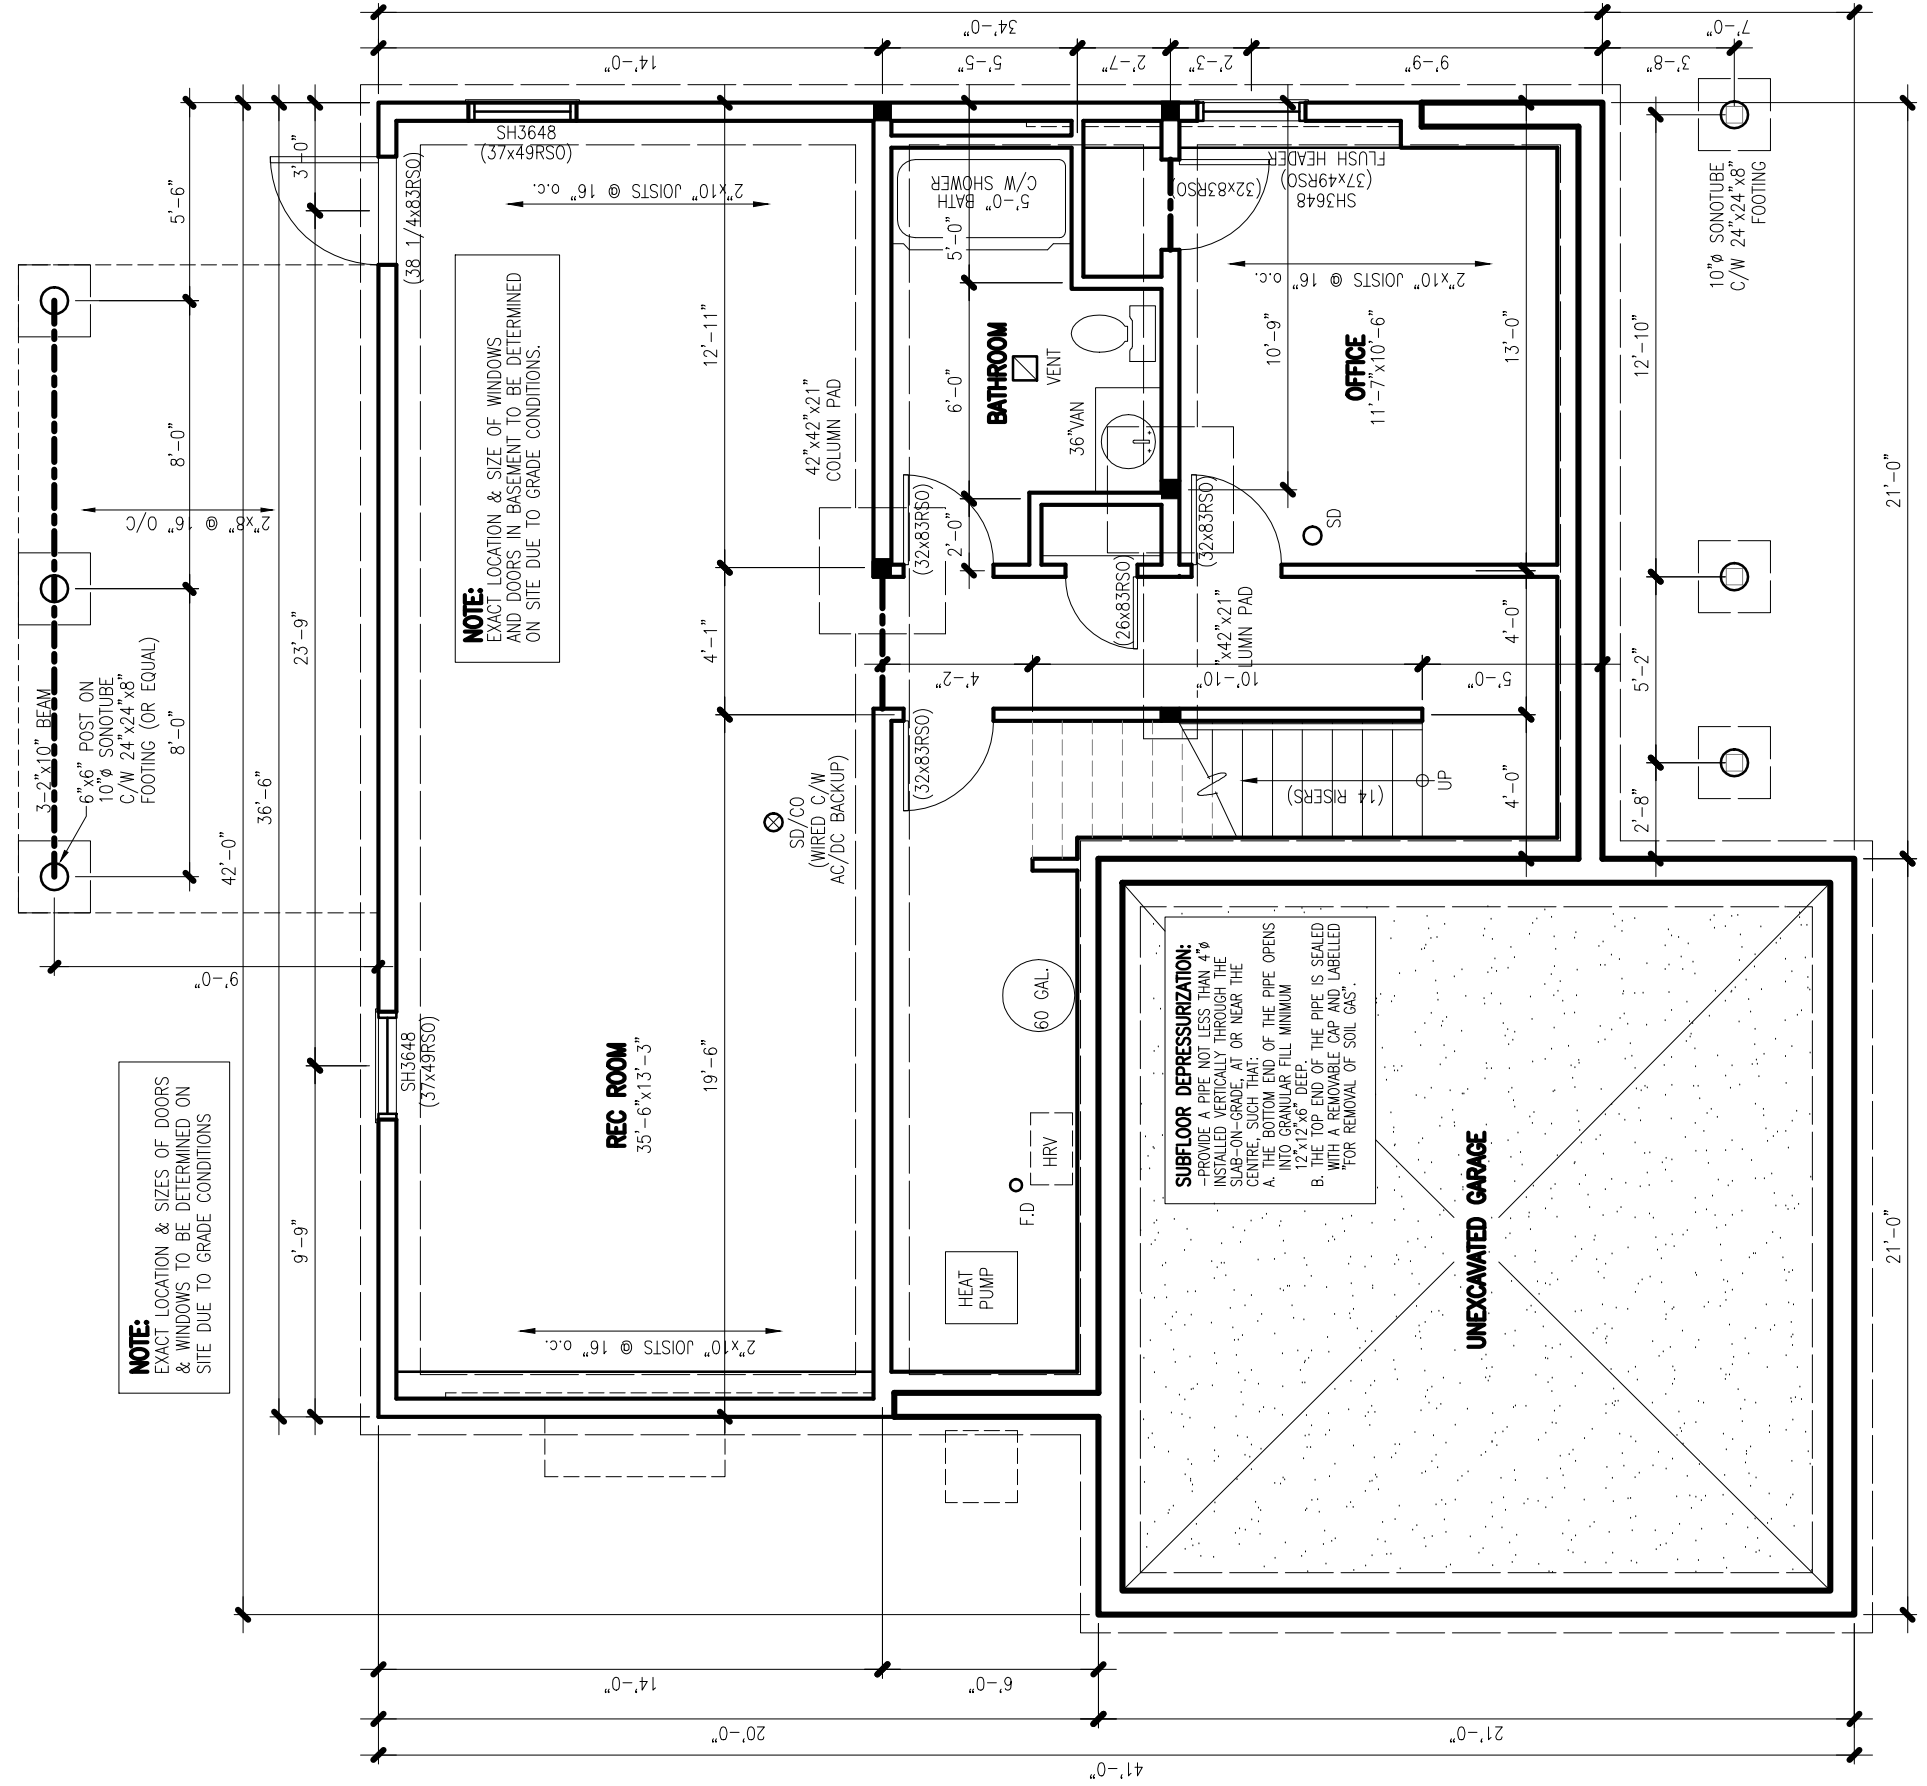 NOTE:
EXACT LOCATION & SIZES OF DOORS
& WINDOWS TO BE DETERMINED ON
SITE DUE TO GRADE CONDITIONS
3-2"x10" BEAM
6"x6" POST ON
10"ø SONOTUBE
C/W 24"x24"x8"
FOOTING (OR EQUAL)
2"x8" @ 16" O/C
8'-0"
8'-0"
5'-6"
9'-0"
42'-0"
36'-6"
9'-9"
23'-9"
3'-0"
SH3648
(37x49RSO)
(38 1/4x83RSO)
SH3648
(37x49RSO)
NOTE:
EXACT LOCATION & SIZE OF WINDOWS
AND DOORS IN BASEMENT TO BE DETERMINED
ON SITE DUE TO GRADE CONDITIONS.
2"x10" JOISTS @ 16" o.c.
2"x10" JOISTS @ 16" o.c.
REC ROOM
35'-6"x13'-3"
19'-6"
4'-1"
12'-11"
SD/CO
(WIRED C/W
AC/DC BACKUP)
42"x42"x21"
COLUMN PAD
(32x83RSO)
(32x83RSO)
2'-0"
6'-0"
5'-0"
5'-0" BATH
C/W SHOWER
BATHROOM
VENT
36"VAN
4'-2"
10'-10"
5'-0"
HEAT
PUMP
F.D
HRV
60 GAL.
(26x83RSO)
(32x83RSO)
(32x83RSO)
SH3648
(37x49RSO)
FLUSH HEADER
2"x10" JOISTS @ 16" o.c.
10'-9"
OFFICE
11'-7"x10'-6"
SD
"x42"x21"
LUMN PAD
(14 RISERS)
UP
4'-0"
4'-0"
13'-0"
SUBFLOOR DEPRESSURIZATION:
-PROVIDE A PIPE NOT LESS THAN 4"ø
INSTALLED VERTICALLY THROUGH THE
SLAB-ON-GRADE, AT OR NEAR THE
CENTRE, SUCH THAT:
A. THE BOTTOM END OF THE PIPE OPENS
INTO GRANULAR FILL MINIMUM
12"x12"x6" DEEP.
B. THE TOP END OF THE PIPE IS SEALED
WITH A REMOVABLE CAP AND LABELLED
"FOR REMOVAL OF SOIL GAS".
UNEXCAVATED GARAGE
2'-8"
5'-2"
12'-10"
10"ø SONOTUBE
C/W 24"x24"x8"
FOOTING
21'-0"
21'-0"
34'-0"
7'-0"
14'-0"
5'-5"
2'-7"
2'-3"
9'-9"
3'-8"
14'-0"
6'-0"
20'-0"
21'-0"
41'-0"